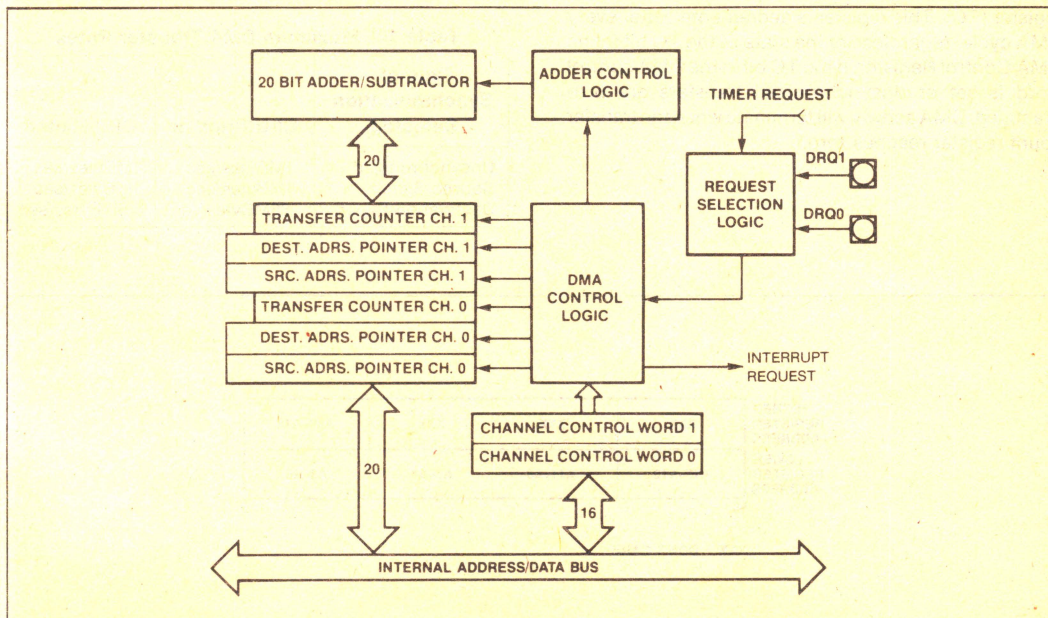 20 BIT ADDER/SUBTRACTOR
ADDER CONTROL
LOGIC
TIMER REQUEST
20
DRQ1
REQUEST
SELECTION
LOGIC
DRQ0
TRANSFER COUNTER CH. 1
DEST. ADRS. POINTER CH. 1
SRC. ADRS. POINTER CH. 1
TRANSFER COUNTER CH. 0
DEST. ADRS. POINTER CH. 0
SRC. ADRS. POINTER CH. 0
DMA
CONTROL
LOGIC
INTERRUPT
REQUEST
CHANNEL CONTROL WORD 1
CHANNEL CONTROL WORD 0
20
16
INTERNAL ADDRESS/DATA BUS